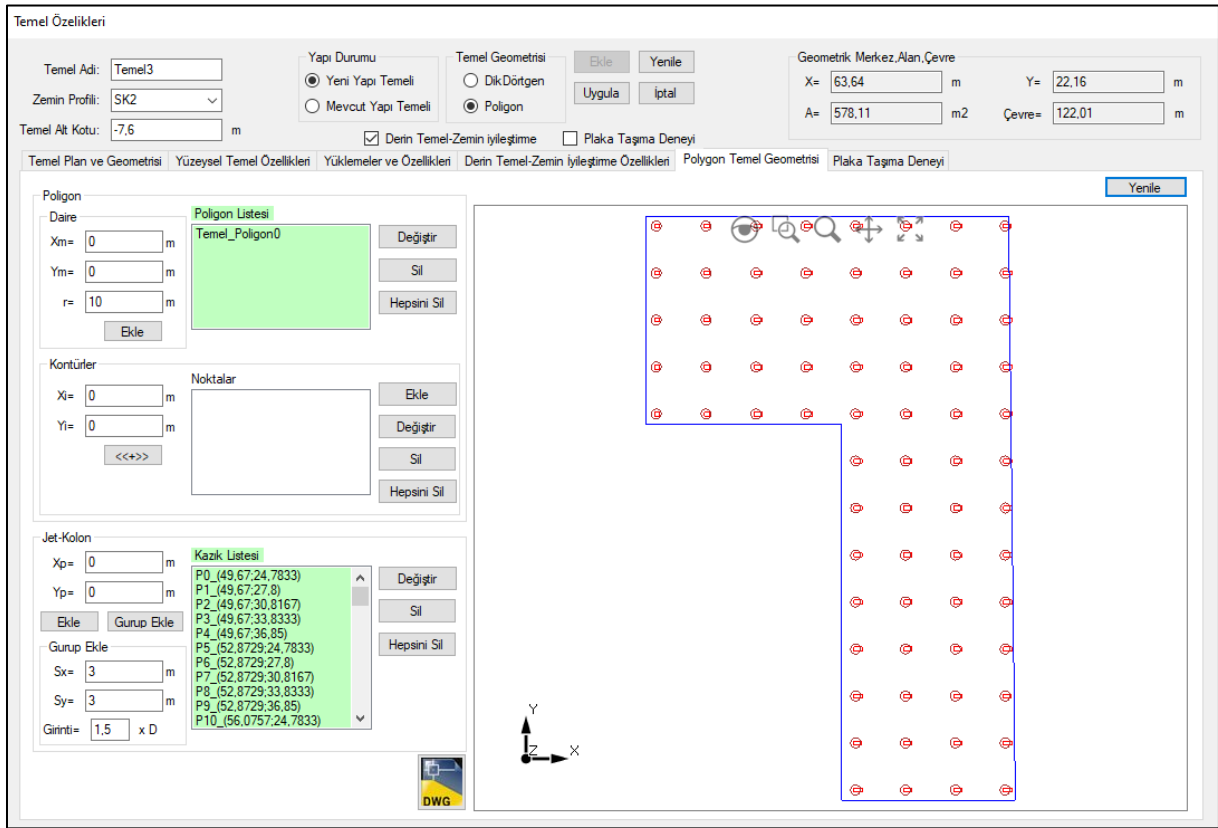 Temel Özelikleri
Temel Adi: Temel3
Zemin Profili: SK2
Temel Alt Kotu: -7,6 m
Yapı Durumu
Yeni Yapı Temeli
Mevcut Yapı Temeli
Temel Geometrisi
DikDörtgen
Poligon
Ekle Yenile
Uygula İptal
Derin Temel-Zemin iyileştirme Plaka Taşıma Deneyi
Geometrik Merkez,Alan,Çevre
X= 63,64 m Y= 22,16 m
A= 578,11 m2 Çevre= 122,01 m
Temel Plan ve Geometrisi Yüzeysel Temel Özellikleri Yüklemeler ve Özellikleri Derin Temel-Zemin İyileştirme Özellikleri Polygon Temel Geometrisi Plaka Taşıma Deneyi
Yenile
Poligon
Daire
Xm= 0 m
Ym= 0 m
r= 10 m
Ekle
Poligon Listesi
Temel_Poligon0
Değiştir
Sil
Hepsini Sil
Kontürler
Xi= 0 m
Yi= 0 m
<<+>>
Noktalar
Ekle
Değiştir
Sil
Hepsini Sil
Jet-Kolon
Xp= 0 m
Yp= 0 m
Ekle Gurup Ekle
Gurup Ekle
Sx= 3 m
Sy= 3 m
Girinti= 1,5 x D
Kazık Listesi
P0_(49,67;24,7833)
P1_(49,67;27,8)
P2_(49,67;30,8167)
P3_(49,67;33,8333)
P4_(49,67;36,85)
P5_(52,8729;24,7833)
P6_(52,8729;27,8)
P7_(52,8729;30,8167)
P8_(52,8729;33,8333)
P9_(52,8729;36,85)
P10_(56,0757;24,7833)
Değiştir
Sil
Hepsini Sil
DWG
Y
Z X